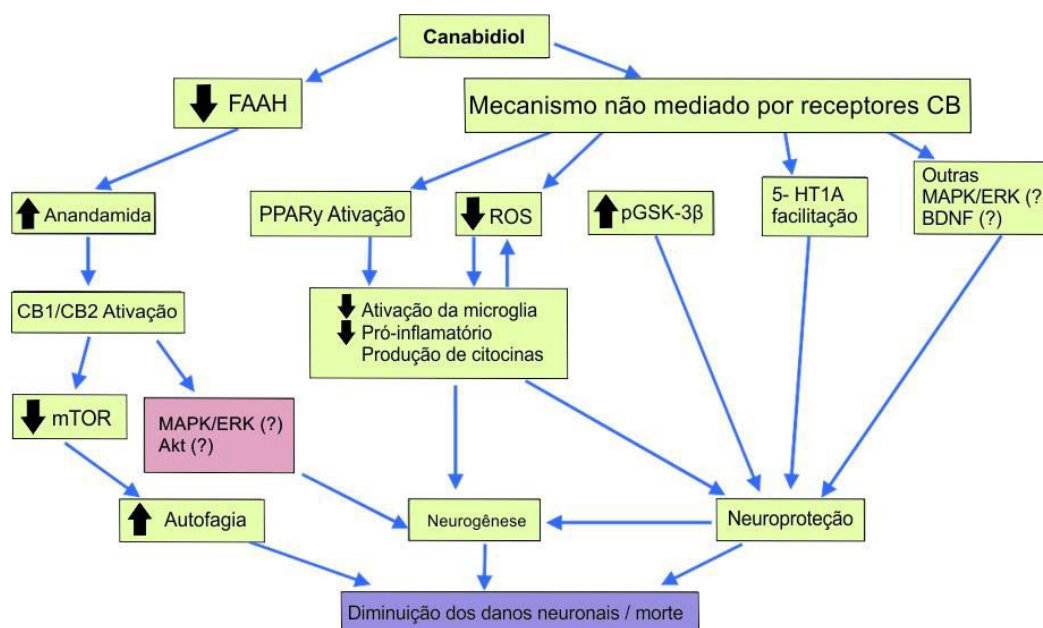 Canabidiol
FAAH
Mecanismo não mediado por receptores CB
Anandamida
PPARy Ativação
ROS
pGSK-3β
5- HT1A
facilitação
Outras
MAPK/ERK (?
BDNF (?)
CB1/CB2 Ativação
Ativação da microglia
Pró-inflamatório
Produção de citocinas
mTOR
MAPK/ERK (?)
Akt (?)
Autofagia
Neurogênese
Neuroproteção
Diminuição dos danos neuronais / morte